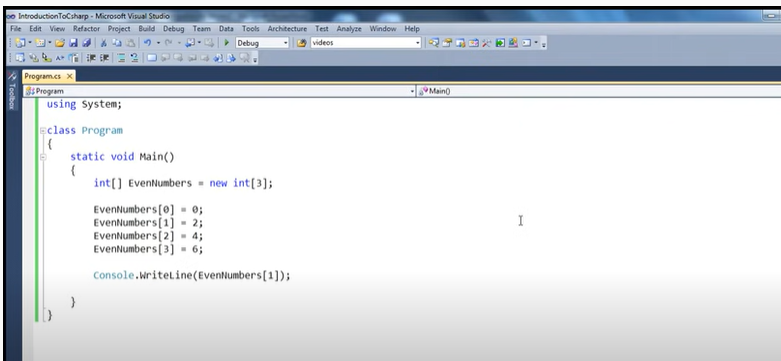 IntroductionToCsharp - Microsoft Visual Studio
File Edit View Refactor Project Build Debug Team Data Tools Architecture Test Analyze Window Help
Debug videos
Program.cs
Toolbox
Program Main()
using System;
class Program
{
static void Main()
{
int[] EvenNumbers = new int[3];
EvenNumbers[0] = 0;
EvenNumbers[1] = 2;
EvenNumbers[2] = 4;
EvenNumbers[3] = 6;
Console.WriteLine(EvenNumbers[1]);
}
}